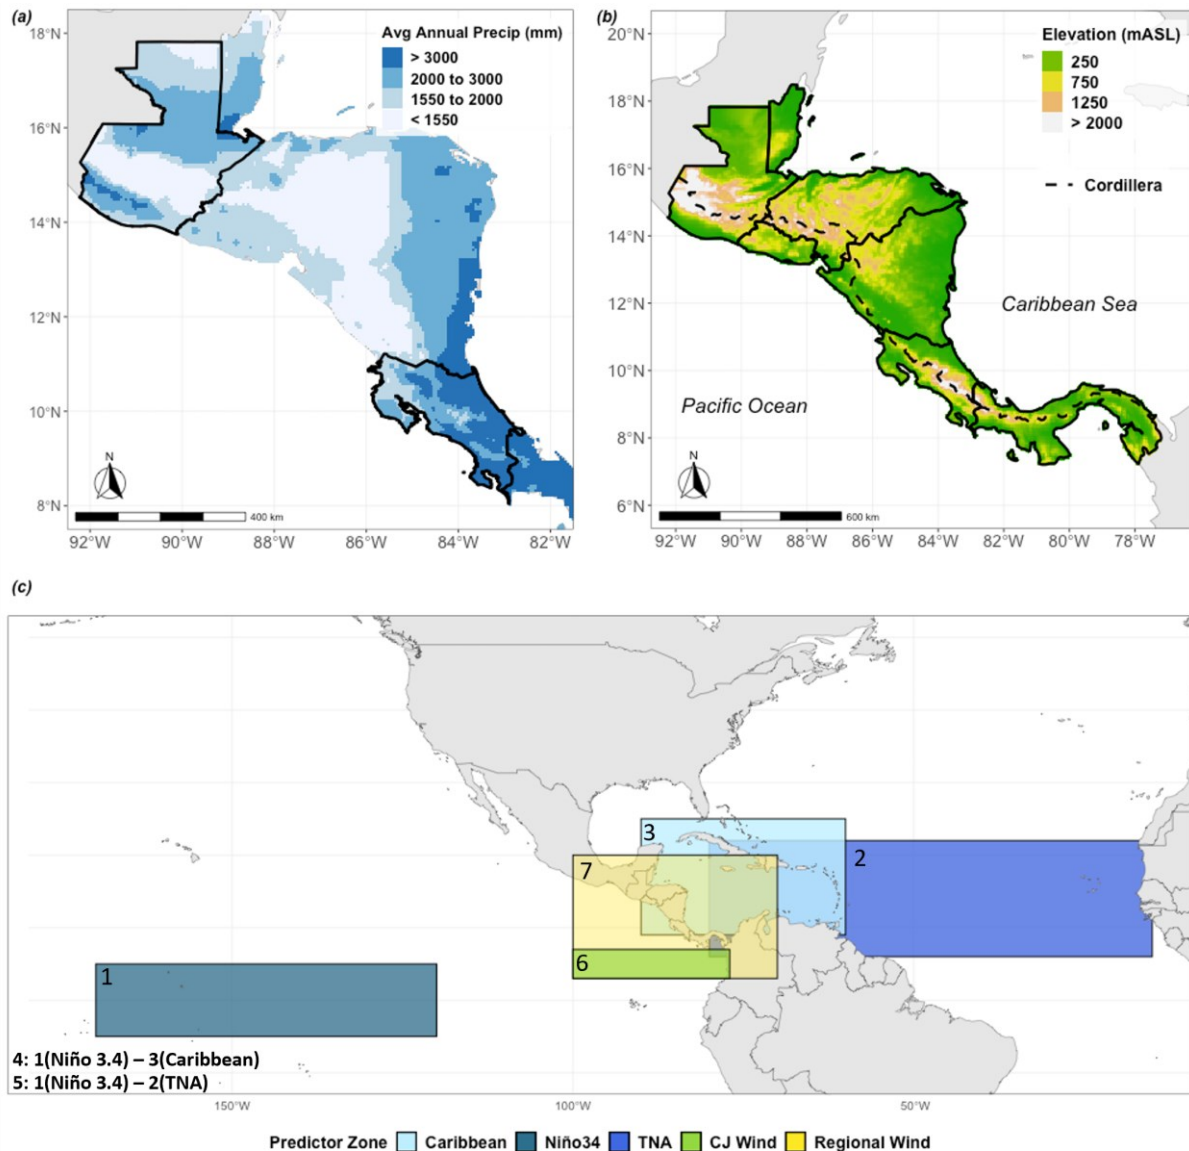 (a)
18°N
16°N
14°N
12°N
10°N
8°N
Avg Annual Precip (mm)
> 3000
2000 to 3000
1550 to 2000
< 1550
N
400 km
92°W 90°W 88°W 86°W 84°W 82°W
(b)
20°N
18°N
16°N
14°N
12°N
10°N
8°N
6°N
Elevation (mASL)
250
750
1250
> 2000
Cordillera
Caribbean Sea
Pacific Ocean
N
600 km
92°W 90°W 88°W 86°W 84°W 82°W 80°W 78°W
(c)
3
2
7
6
1
4: 1(Niño 3.4) – 3(Caribbean)
5: 1(Niño 3.4) – 2(TNA)
150°W 100°W 50°W
Predictor Zone Caribbean Niño34 TNA CJ Wind Regional Wind